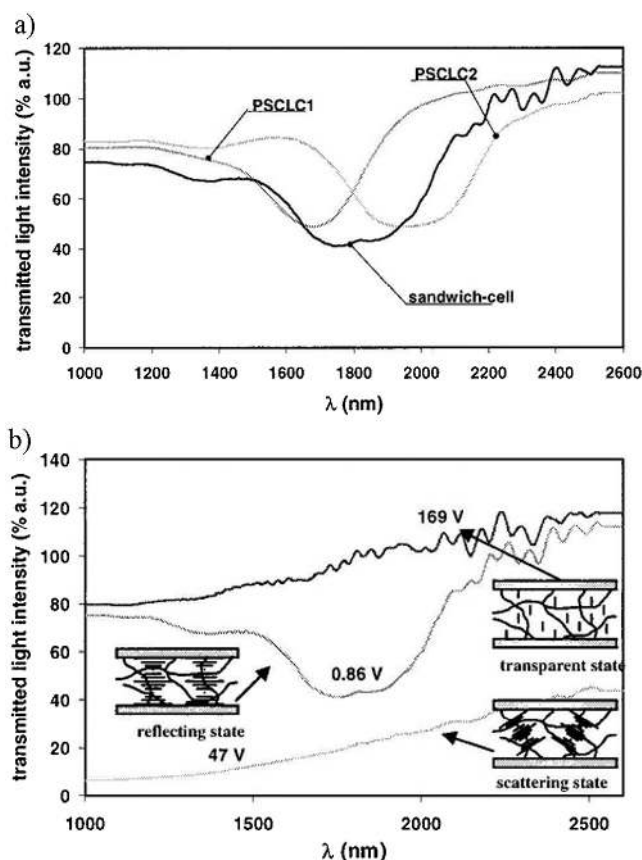 a)
transmitted light intensity (% a.u.)
120
100
80
60
40
20
0
PSCLC1
PSCLC2
sandwich-cell
1000 1200 1400 1600 1800 2000 2200 2400 2600
λ (nm)
b)
transmitted light intensity (% a.u.)
140
120
100
80
60
40
20
0
169 V
0.86 V
47 V
transparent state
reflecting state
scattering state
1000 1500 2000 2500
λ (nm)